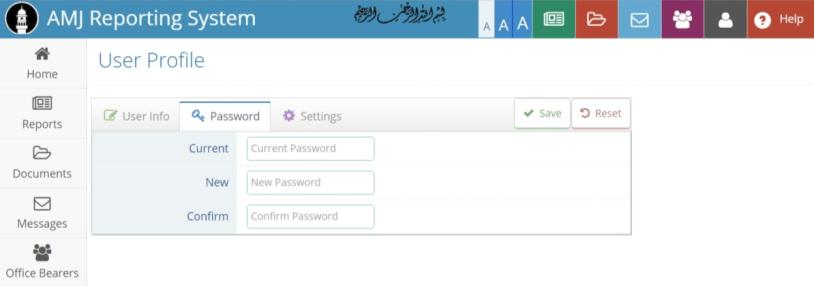 AMJ Reporting System
بسم الله الرحمن الرحيم
A A A
Help
Home
Reports
Documents
Messages
Office Bearers
User Profile
User Info Password Settings Save Reset
Current Current Password
New New Password
Confirm Confirm Password